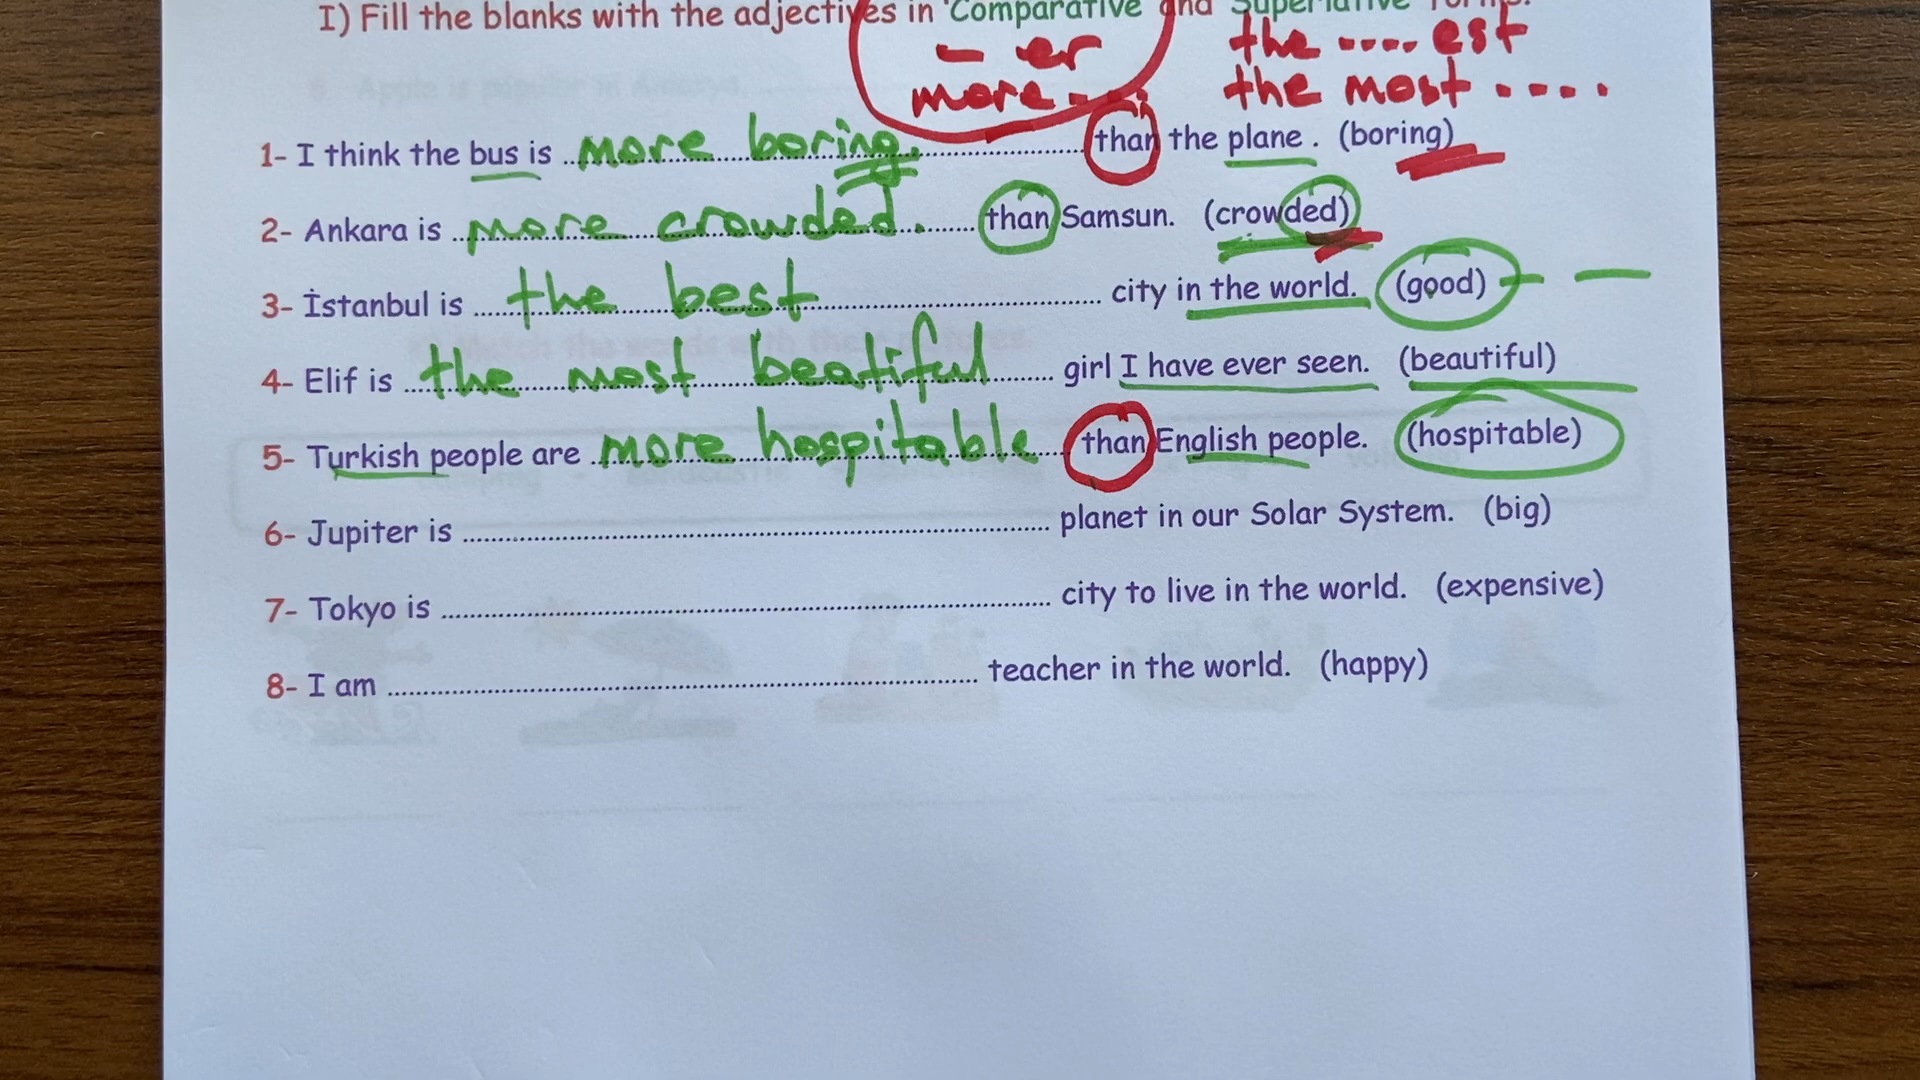 I) Fill the blanks with the adjectives in 'Comparative and Superlative' forms.
– er the ..... est
more..... the most ....
1- I think the bus is more boring. than the plane . (boring)
2- Ankara is more crowded. than Samsun. (crowded)
3- İstanbul is the best city in the world. (good) – —
4- Elif is the most beatiful girl I have ever seen. (beautiful)
5- Turkish people are more hospitable than English people. (hospitable)
6- Jupiter is ........ planet in our Solar System. (big)
7- Tokyo is ........ city to live in the world. (expensive)
8- I am ........ teacher in the world. (happy)